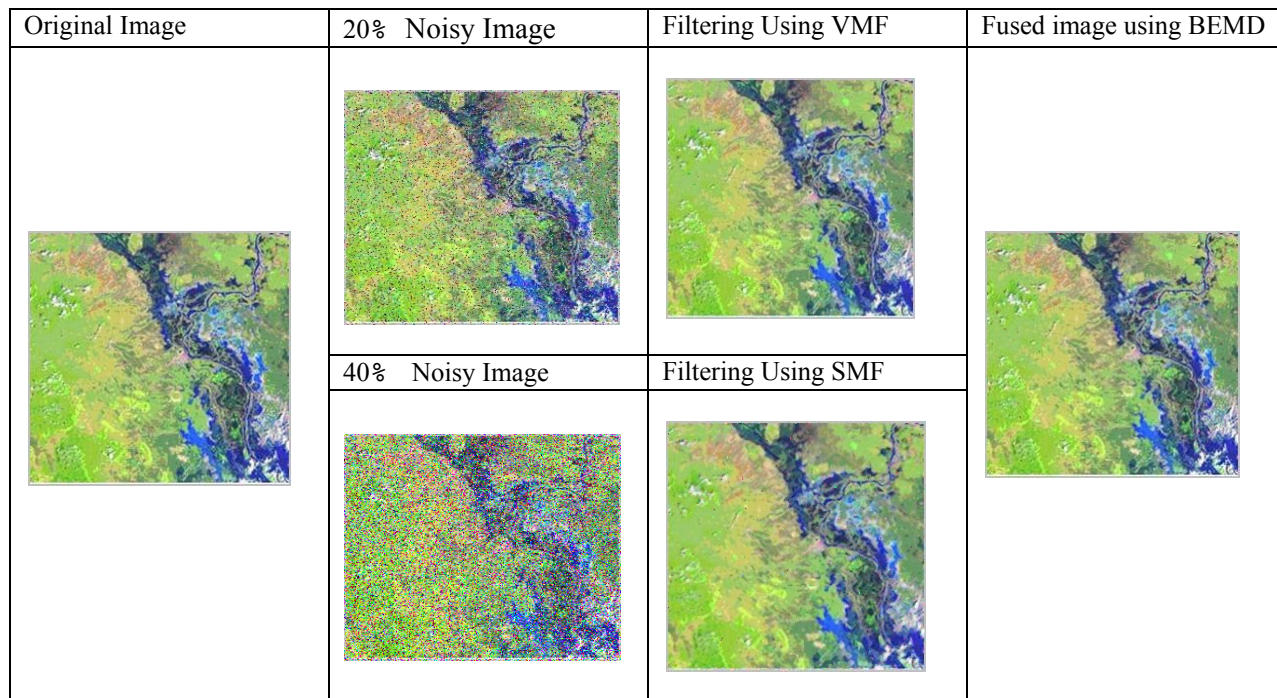 Original Image
20% Noisy Image
Filtering Using VMF
Fused image using BEMD
40% Noisy Image
Filtering Using SMF